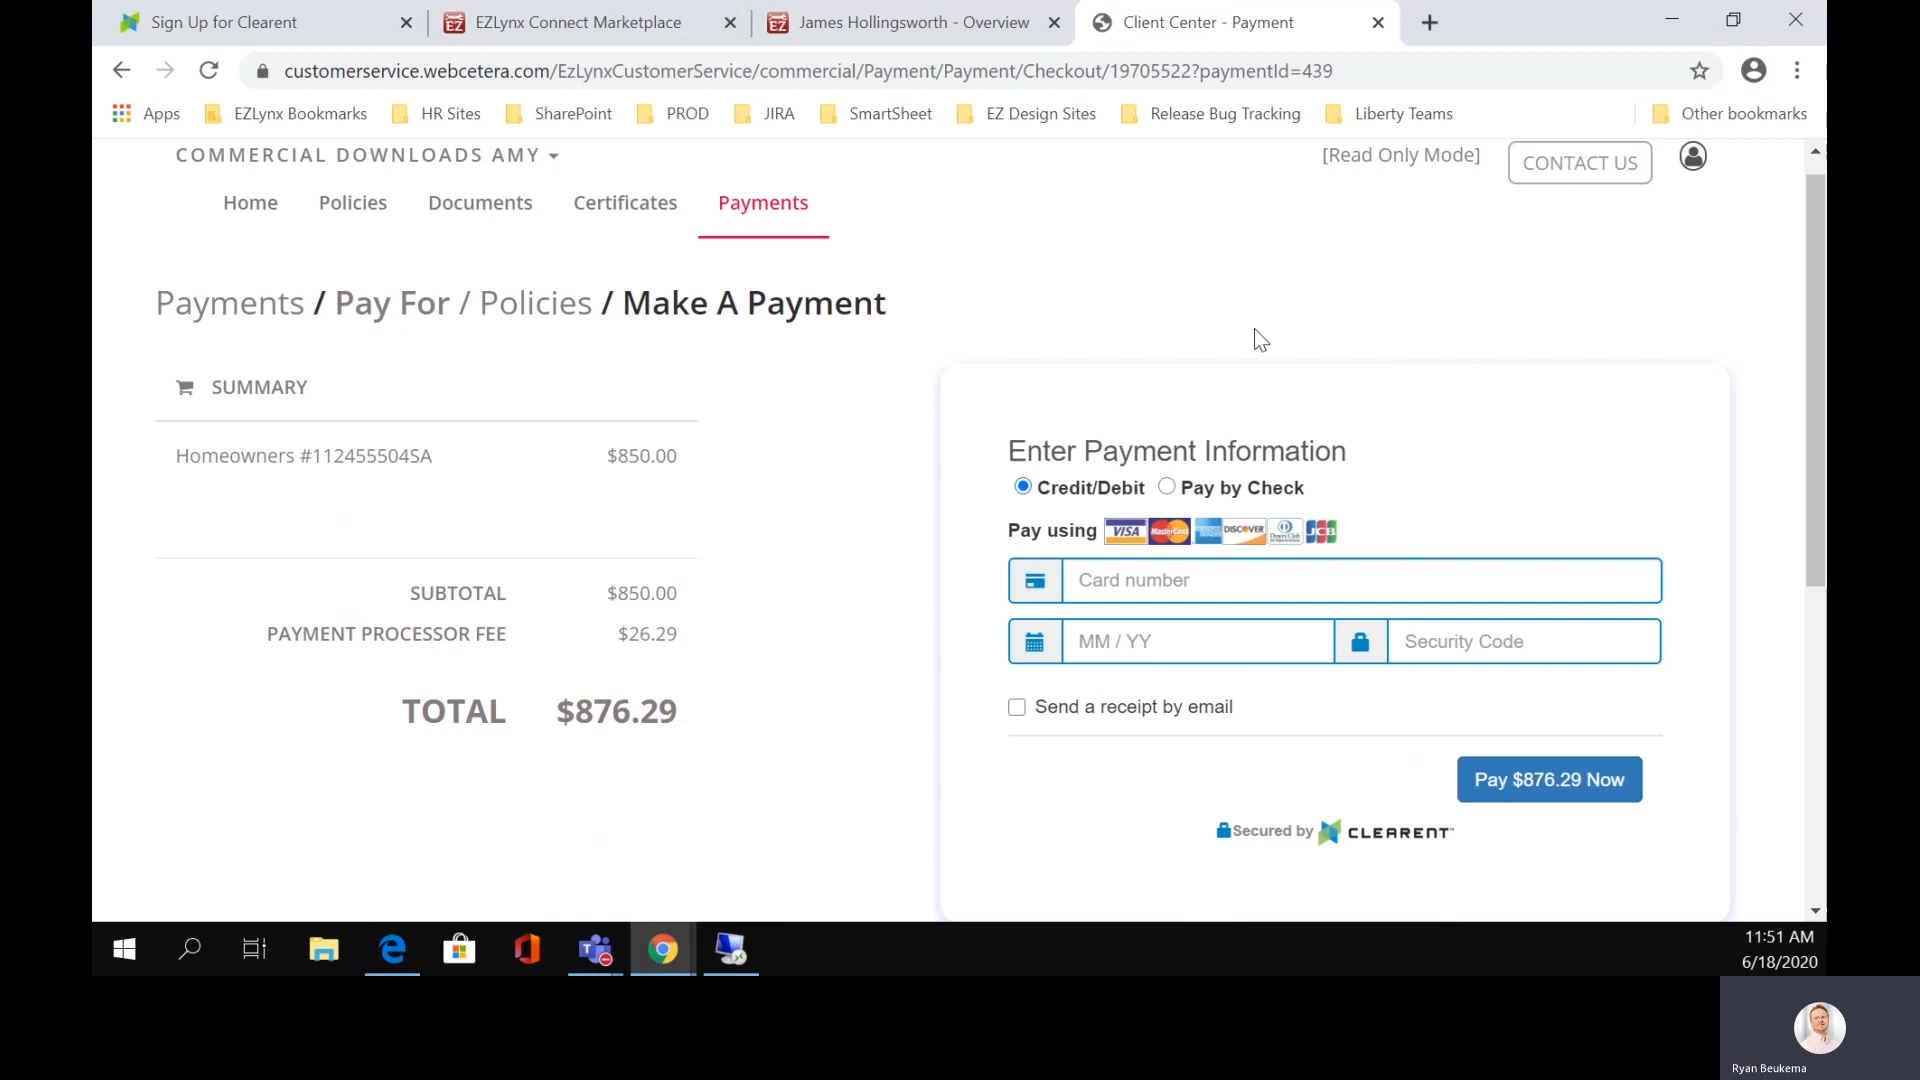 Sign Up for Clearent
EZLynx Connect Marketplace
James Hollingsworth - Overview
Client Center - Payment
customerservice.webcetera.com/EzLynxCustomerService/commercial/Payment/Payment/Checkout/19705522?paymentId=439
Apps EZLynx Bookmarks HR Sites SharePoint PROD JIRA SmartSheet EZ Design Sites Release Bug Tracking Liberty Teams Other bookmarks
COMMERCIAL DOWNLOADS AMY
[Read Only Mode]
CONTACT US
Home Policies Documents Certificates Payments
Payments / Pay For / Policies / Make A Payment
SUMMARY
Homeowners #112455504SA $850.00
SUBTOTAL $850.00
PAYMENT PROCESSOR FEE $26.29
TOTAL $876.29
Enter Payment Information
Credit/Debit Pay by Check
Pay using VISA MasterCard DISCOVER JCB
Card number
MM / YY Security Code
Send a receipt by email
Pay $876.29 Now
Secured by CLEARENT
11:51 AM
6/18/2020
Ryan Beukema